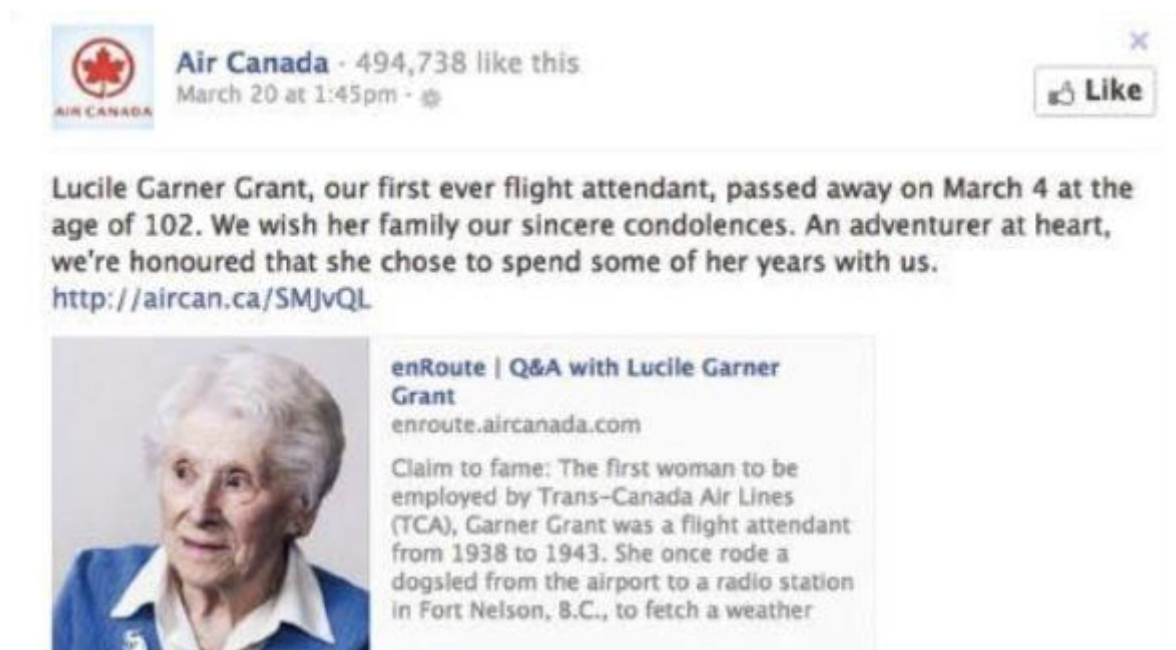 Air Canada · 494,738 like this
March 20 at 1:45pm ·
Like
AIR CANADA
Lucile Garner Grant, our first ever flight attendant, passed away on March 4 at the
age of 102. We wish her family our sincere condolences. An adventurer at heart,
we're honoured that she chose to spend some of her years with us.
http://aircan.ca/SMJvQL
enRoute | Q&A with Lucile Garner
Grant
enroute.aircanada.com
Claim to fame: The first woman to be
employed by Trans-Canada Air Lines
(TCA), Garner Grant was a flight attendant
from 1938 to 1943. She once rode a
dogsled from the airport to a radio station
in Fort Nelson, B.C., to fetch a weather